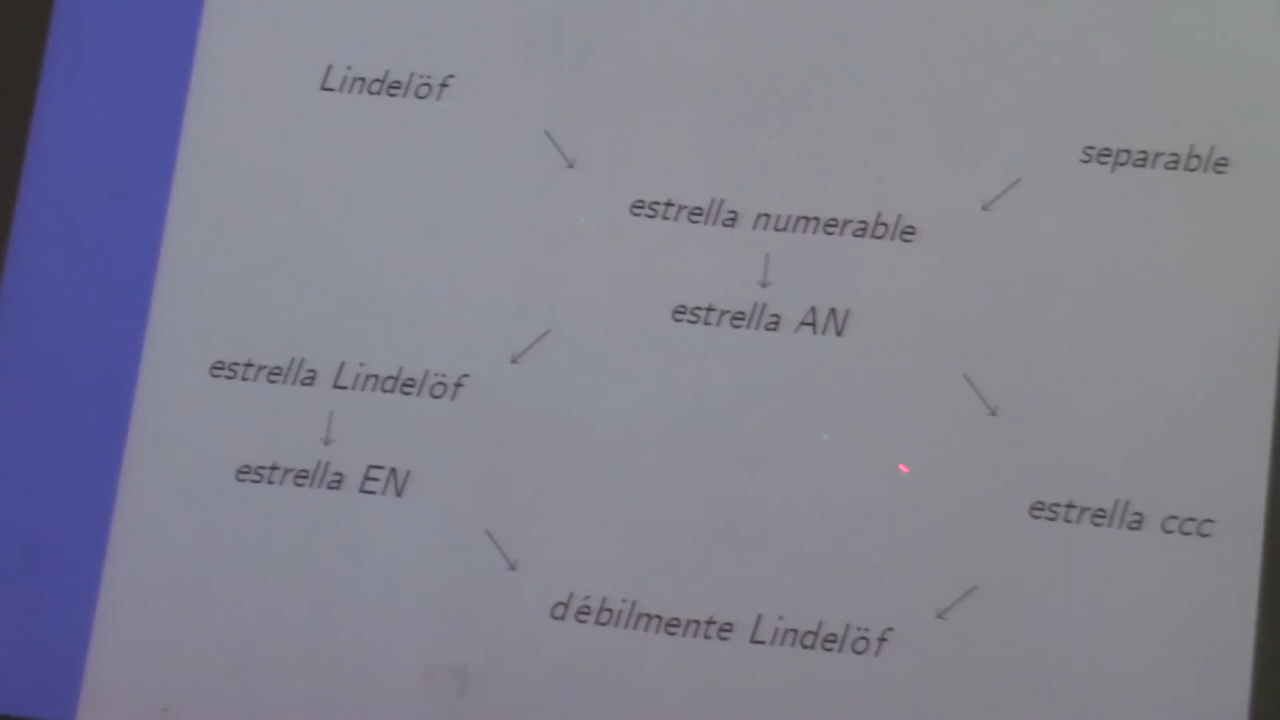 Lindelöf
separable
estrella numerable
estrella AN
estrella Lindelöf
estrella EN
estrella ccc
débilmente Lindelöf